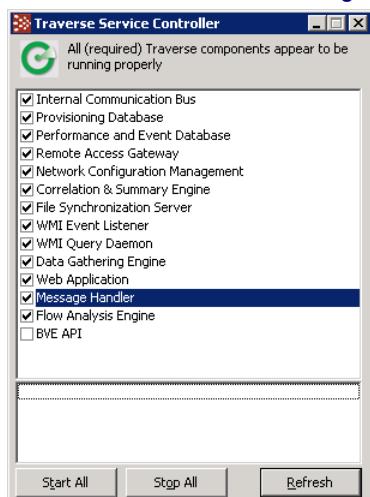 Traverse Service Controller
All (required) Traverse components appear to be
running properly
Internal Communication Bus
Provisioning Database
Performance and Event Database
Remote Access Gateway
Network Configuration Management
Correlation & Summary Engine
File Synchronization Server
WMI Event Listener
WMI Query Daemon
Data Gathering Engine
Web Application
Message Handler
Flow Analysis Engine
BVE API
Start All Stop All Refresh